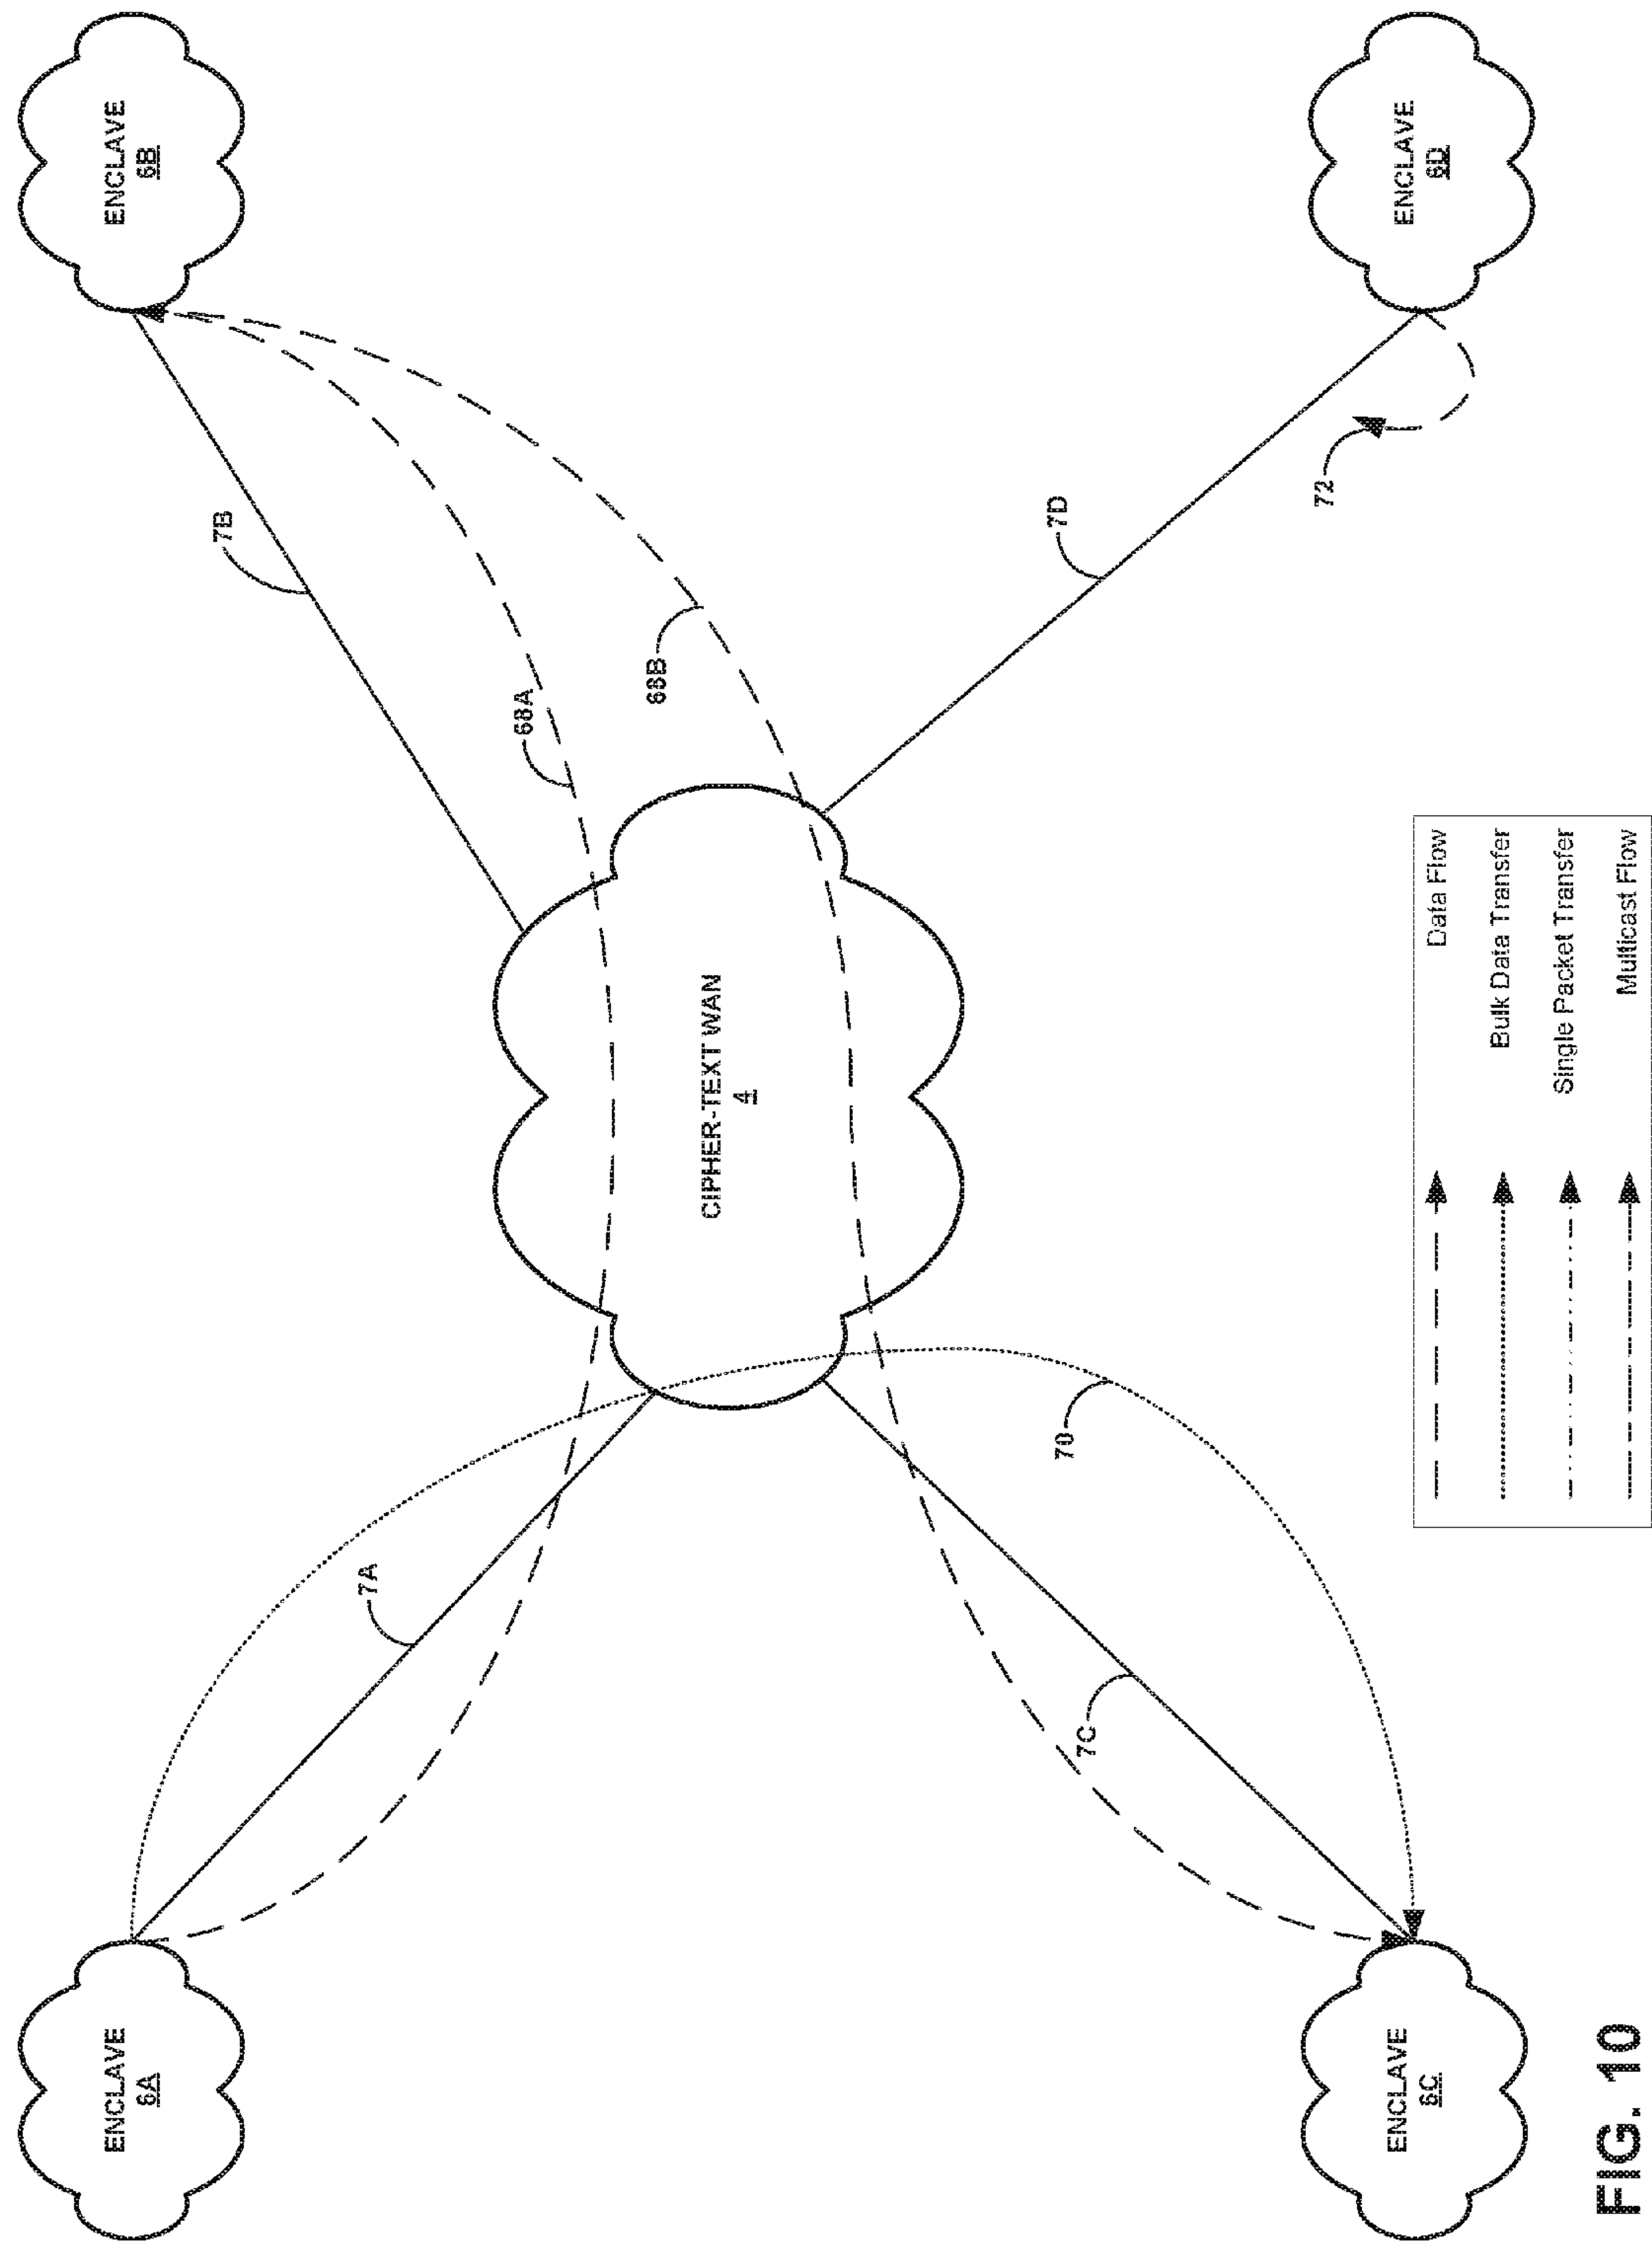 ENCLAVE
6A
ENCLAVE
6B
7A
7B
68A
68B
CIPHER-TEXT WAN
4
7C
70
7D
72
ENCLAVE
6C
ENCLAVE
6D
Data Flow
Bulk Data Transfer
Single Packet Transfer
Multicast Flow
FIG. 10